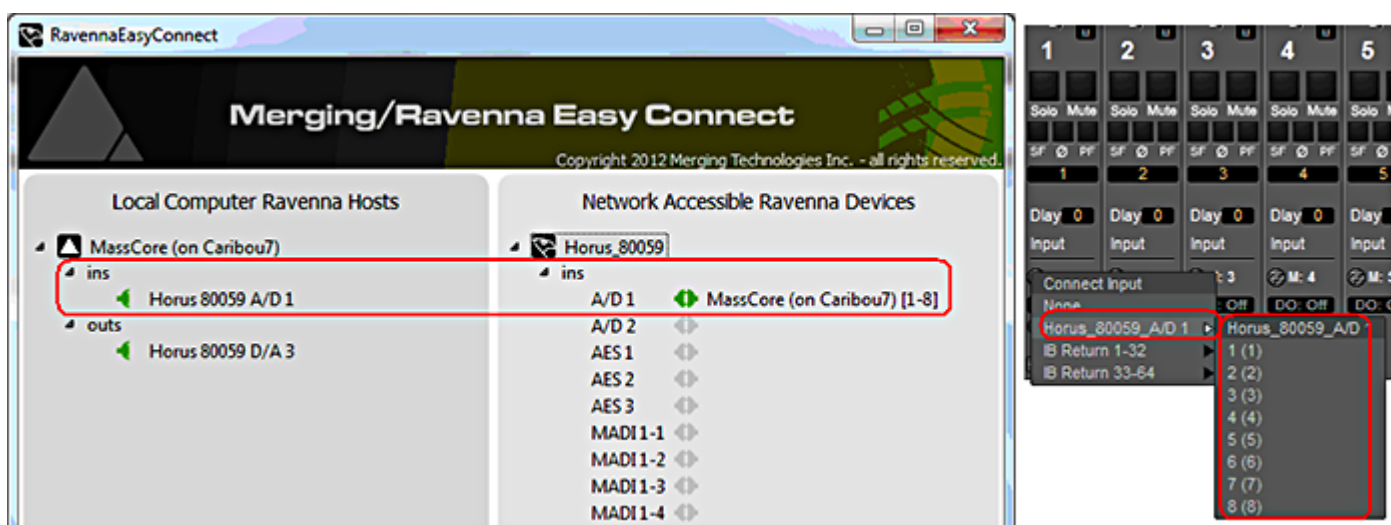 RavennaEasyConnect
Merging/Ravenna Easy Connect
Copyright 2012 Merging Technologies Inc. - all rights reserved.
Local Computer Ravenna Hosts
MassCore (on Caribou7)
ins
Horus 80059 A/D 1
outs
Horus 80059 D/A 3
Network Accessible Ravenna Devices
Horus_80059
ins
A/D 1 MassCore (on Caribou7) [1-8]
A/D 2
AES 1
AES 2
AES 3
MADI 1-1
MADI 1-2
MADI 1-3
MADI 1-4
M M M M
1 2 3 4 5
Solo Mute Solo Mute Solo Mute Solo Mute Solo
SF Ø PF SF Ø PF SF Ø PF SF Ø PF SF Ø
1 2 3 4 5
Dlay 0 Dlay 0 Dlay 0 Dlay 0 Dlay
Input Input Input Input Input
3 M: 4 M:
Off DO: Off DO:
Connect Input
None
Horus_80059_A/D 1
IB Return 1-32
IB Return 33-64
Horus_80059_A/D 1
1 (1)
2 (2)
3 (3)
4 (4)
5 (5)
6 (6)
7 (7)
8 (8)